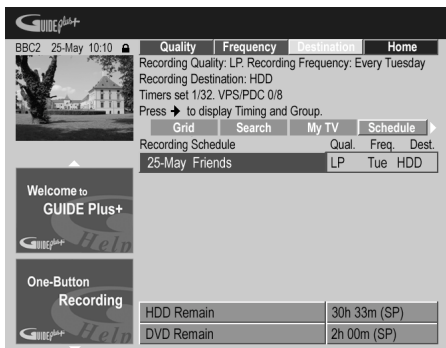 GUIDE plus+
BBC2 25-May 10:10
Quality Frequency Destination Home
Recording Quality: LP. Recording Frequency: Every Tuesday
Recording Destination: HDD
Timers set 1/32. VPS/PDC 0/8
Press → to display Timing and Group.
Grid Search My TV Schedule
Recording Schedule Qual. Freq. Dest.
25-May Friends LP Tue HDD
Welcome to
GUIDE Plus+
GUIDE plus+ Help
One-Button
Recording
GUIDE plus+ Help
HDD Remain 30h 33m (SP)
DVD Remain 2h 00m (SP)